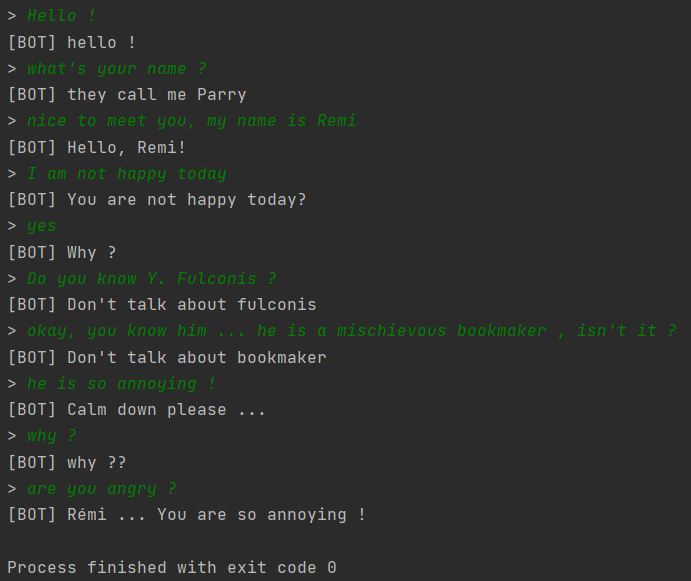 > Hello !
[BOT] hello !
> what's your name ?
[BOT] they call me Parry
> nice to meet you, my name is Remi
[BOT] Hello, Remi!
> I am not happy today
[BOT] You are not happy today?
> yes
[BOT] Why ?
> Do you know Y. Fulconis ?
[BOT] Don't talk about fulconis
> okay, you know him ... he is a mischievous bookmaker , isn't it ?
[BOT] Don't talk about bookmaker
> he is so annoying !
[BOT] Calm down please ...
> why ?
[BOT] why ??
> are you angry ?
[BOT] Rémi ... You are so annoying !
Process finished with exit code 0